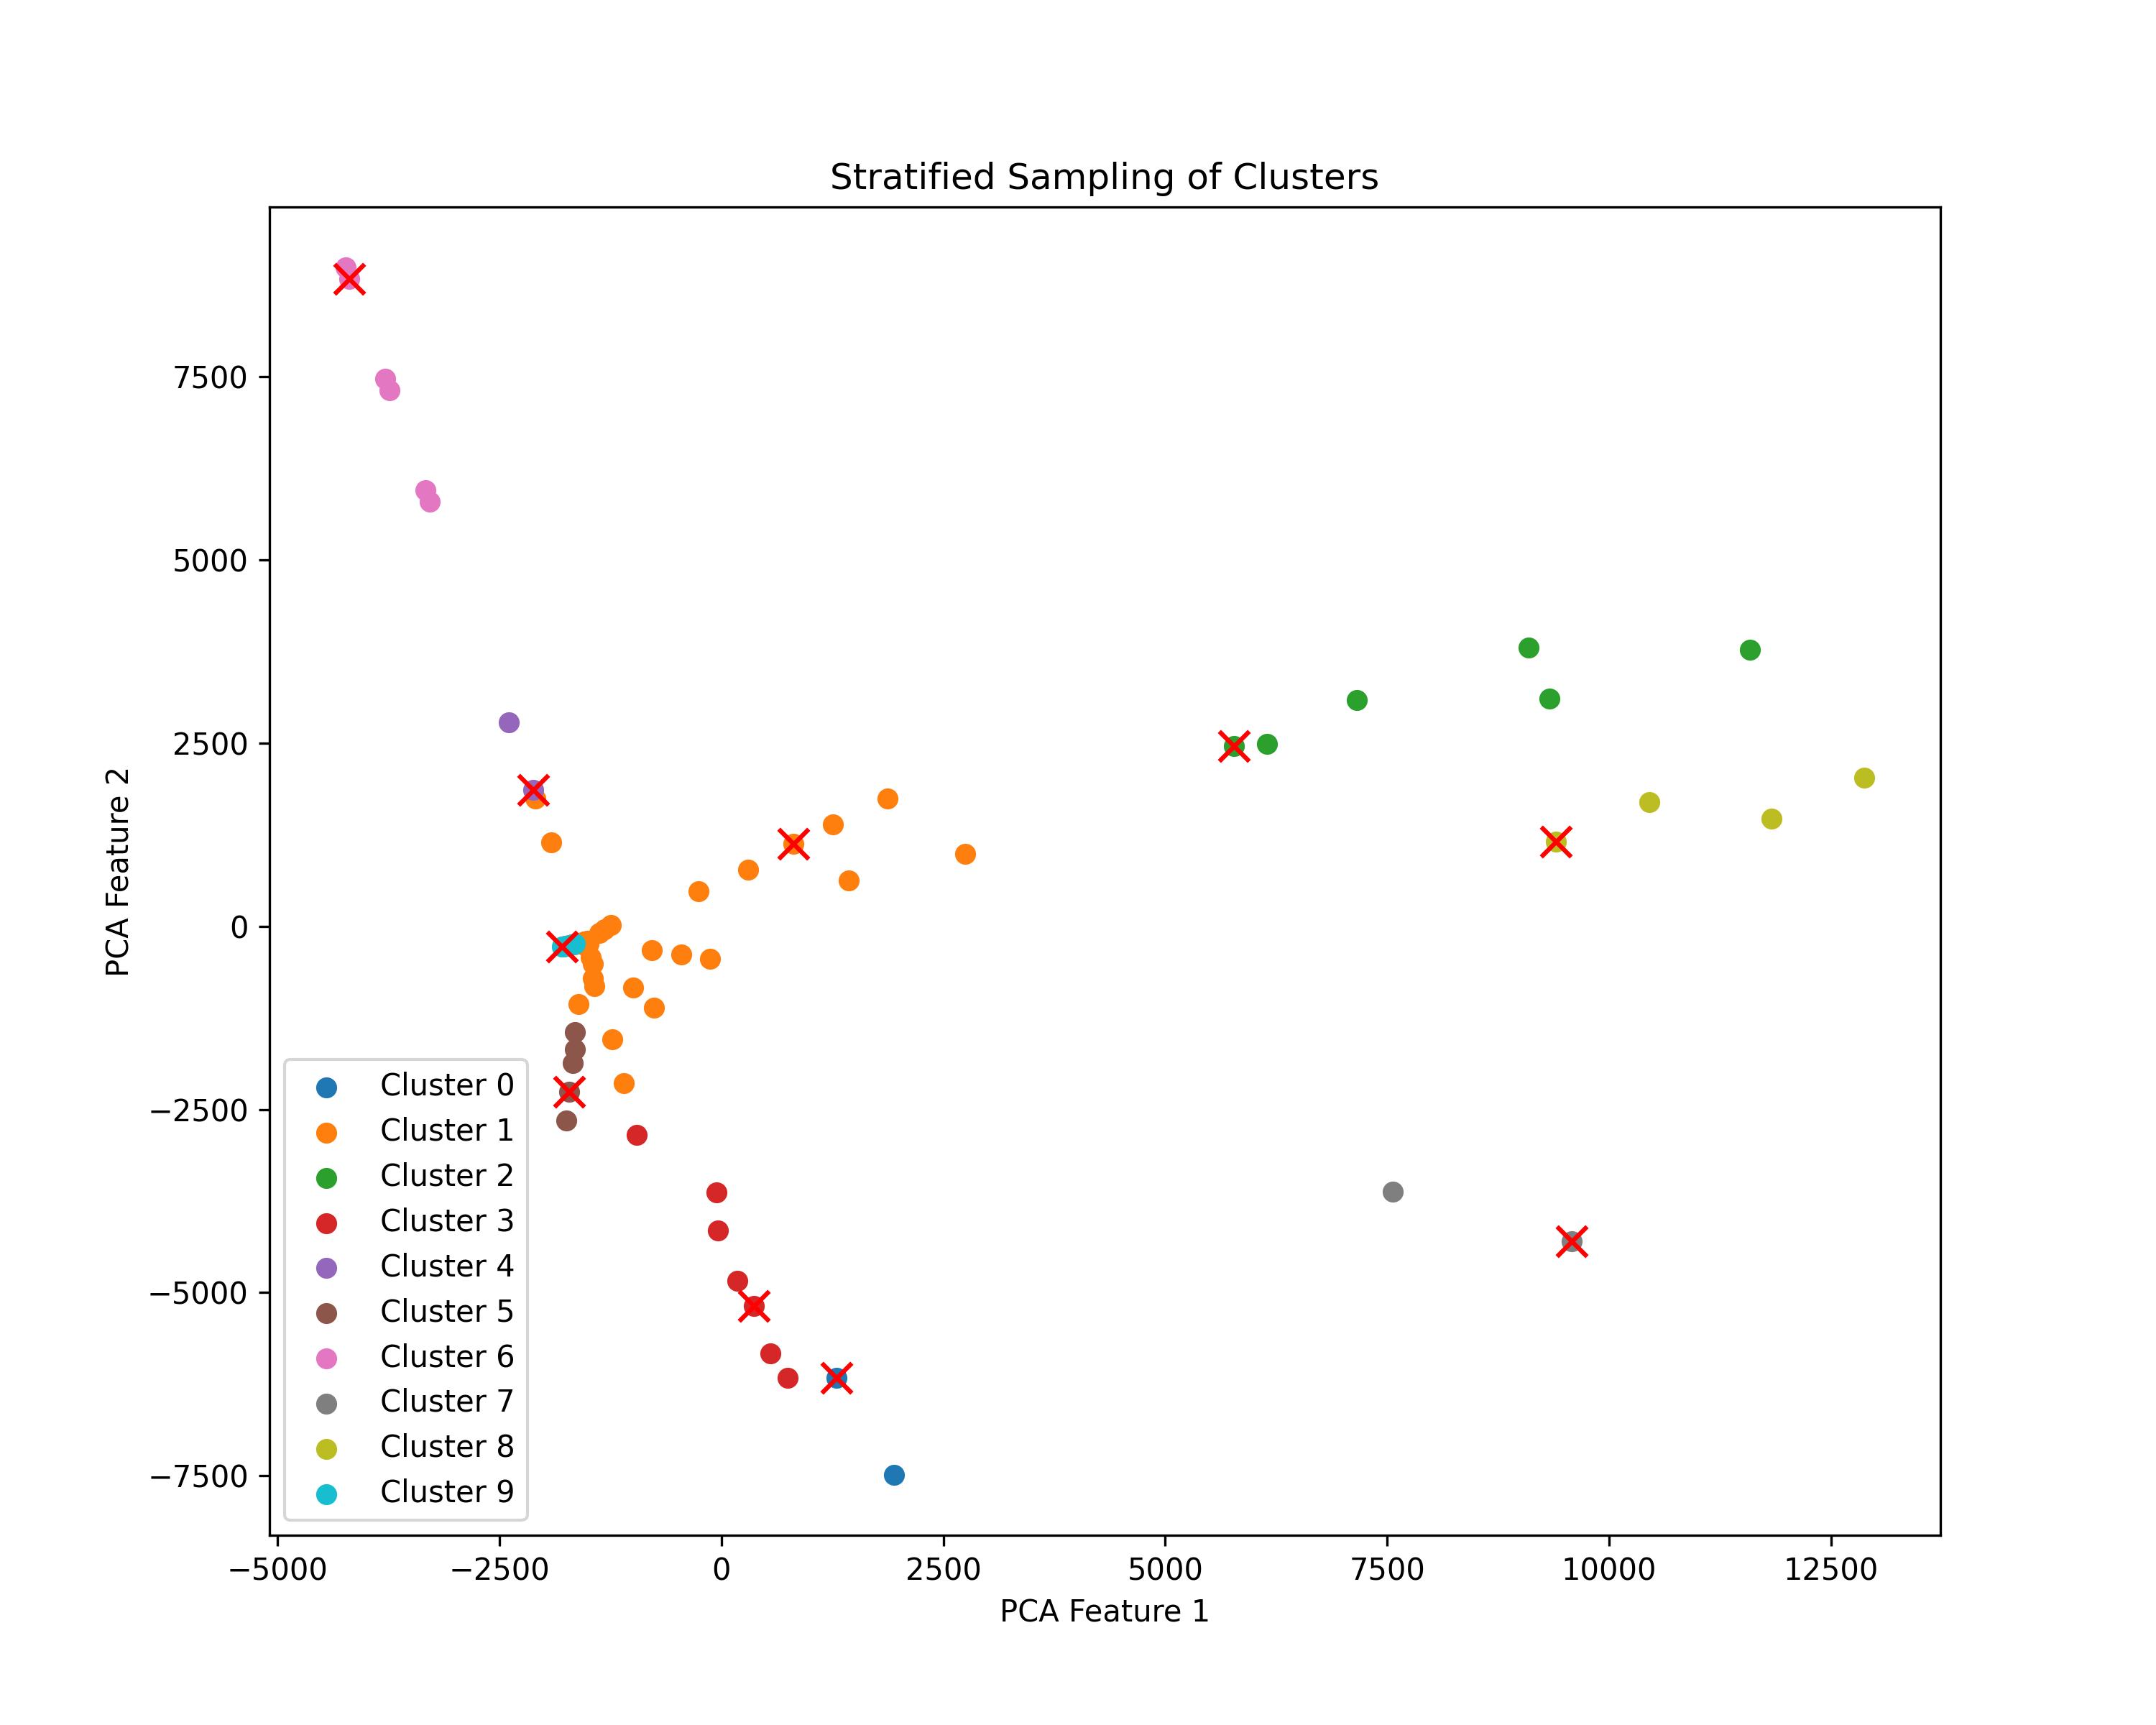 Stratified Sampling of Clusters
PCA Feature 2
7500
5000
2500
0
−2500
−5000
−7500
Cluster 0
Cluster 1
Cluster 2
Cluster 3
Cluster 4
Cluster 5
Cluster 6
Cluster 7
Cluster 8
Cluster 9
−5000 −2500 0 2500 5000 7500 10000 12500
PCA Feature 1